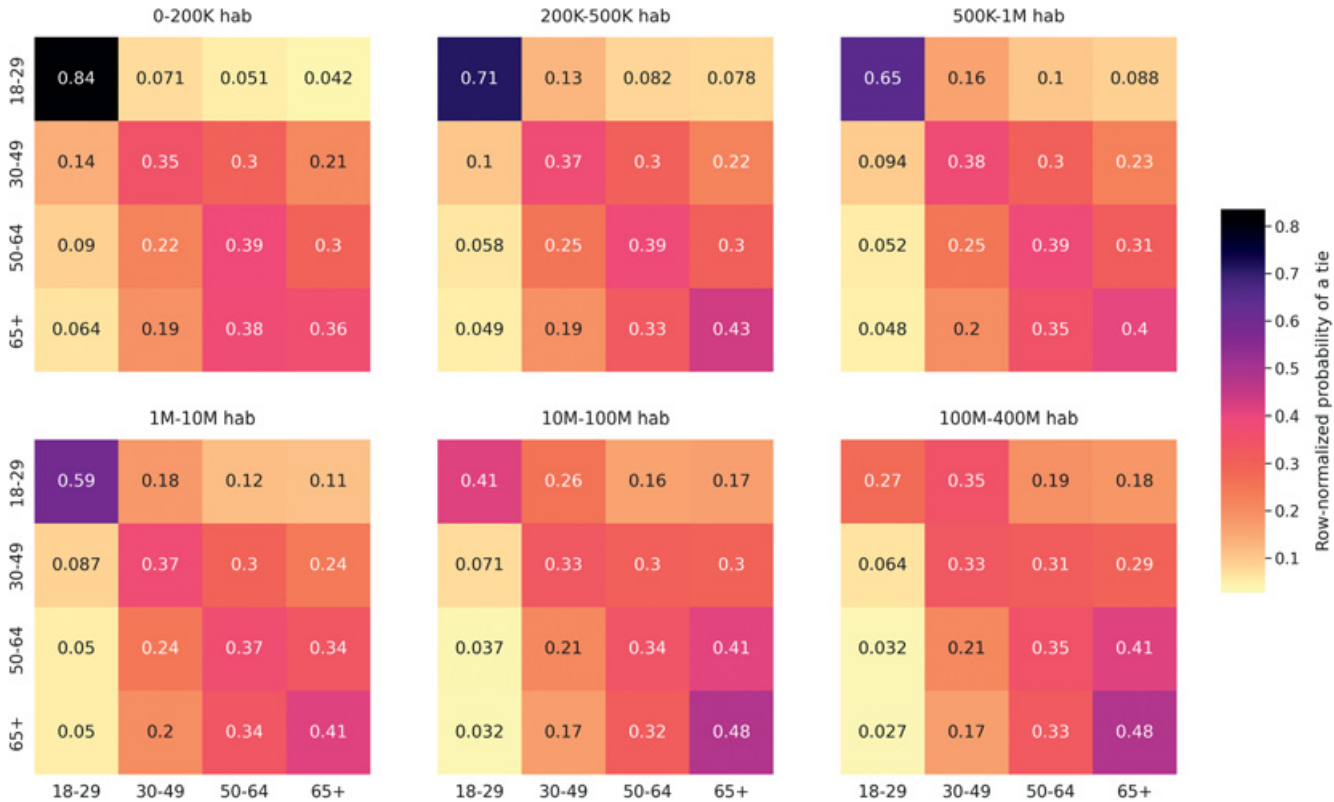 0-200K hab 200K-500K hab 500K-1M hab
18-29 0.84 0.071 0.051 0.042 0.71 0.13 0.082 0.078 0.65 0.16 0.1 0.088
30-49 0.14 0.35 0.3 0.21 0.1 0.37 0.3 0.22 0.094 0.38 0.3 0.23
50-64 0.09 0.22 0.39 0.3 0.058 0.25 0.39 0.3 0.052 0.25 0.39 0.31
65+ 0.064 0.19 0.38 0.36 0.049 0.19 0.33 0.43 0.048 0.2 0.35 0.4
1M-10M hab 10M-100M hab 100M-400M hab
18-29 0.59 0.18 0.12 0.11 0.41 0.26 0.16 0.17 0.27 0.35 0.19 0.18
30-49 0.087 0.37 0.3 0.24 0.071 0.33 0.3 0.3 0.064 0.33 0.31 0.29
50-64 0.05 0.24 0.37 0.34 0.037 0.21 0.34 0.41 0.032 0.21 0.35 0.41
65+ 0.05 0.2 0.34 0.41 0.032 0.17 0.32 0.48 0.027 0.17 0.33 0.48
18-29 30-49 50-64 65+ 18-29 30-49 50-64 65+ 18-29 30-49 50-64 65+
0.8
0.7
0.6
0.5
0.4
0.3
0.2
0.1
Row-normalized probability of a tie